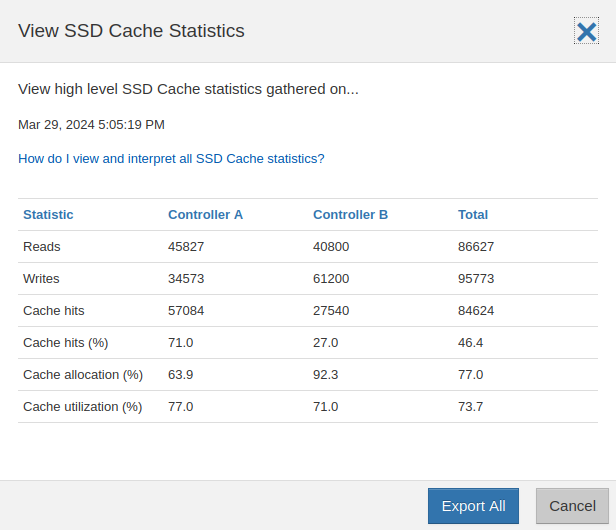 View SSD Cache Statistics
View high level SSD Cache statistics gathered on...
Mar 29, 2024 5:05:19 PM
How do I view and interpret all SSD Cache statistics?
Statistic Controller A Controller B Total
Reads 45827 40800 86627
Writes 34573 61200 95773
Cache hits 57084 27540 84624
Cache hits (%) 71.0 27.0 46.4
Cache allocation (%) 63.9 92.3 77.0
Cache utilization (%) 77.0 71.0 73.7
Export All Cancel